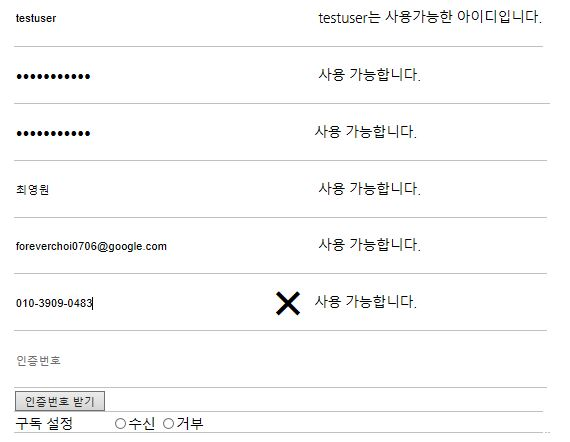 testuser testuser는 사용가능한 아이디입니다.
●●●●●●●●●●● 사용 가능합니다.
●●●●●●●●●●● 사용 가능합니다.
최영원 사용 가능합니다.
foreverchoi0706@google.com 사용 가능합니다.
010-3909-0483 사용 가능합니다.
인증번호
인증번호 받기
구독 설정 수신 거부